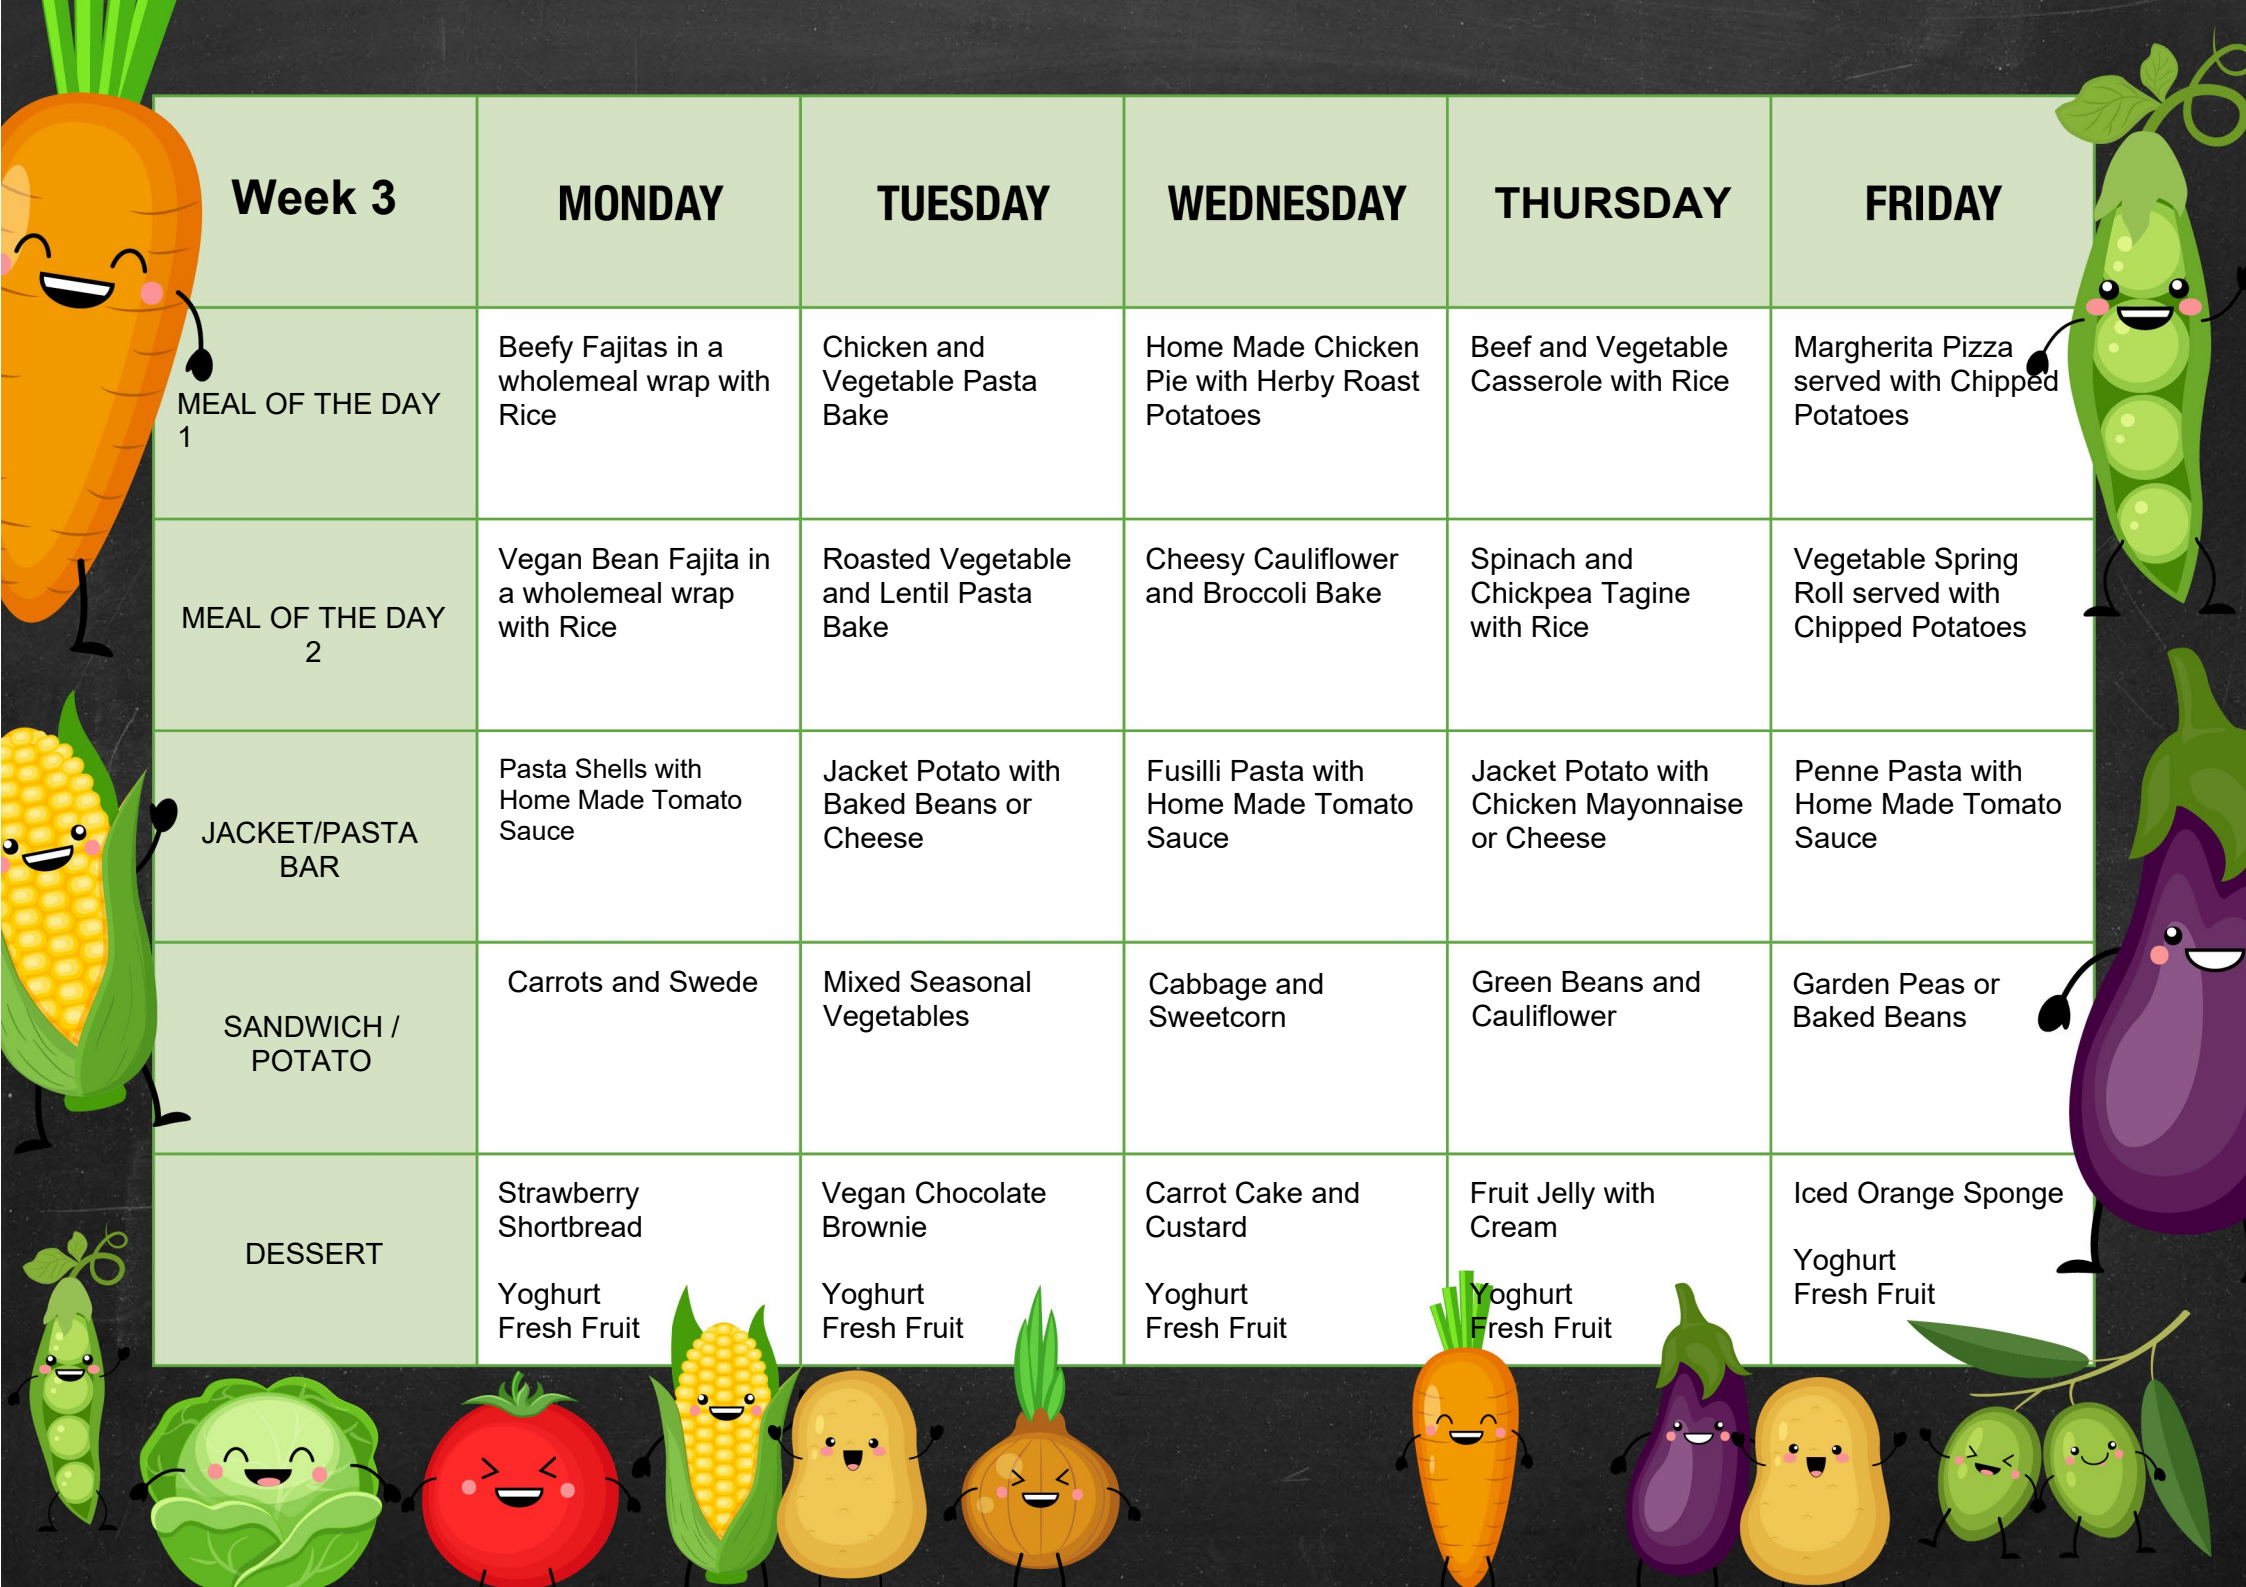 Week 3
MONDAY
TUESDAY
WEDNESDAY
THURSDAY
FRIDAY
MEAL OF THE DAY
1
Beefy Fajitas in a
wholemeal wrap with
Rice
Chicken and
Vegetable Pasta
Bake
Home Made Chicken
Pie with Herby Roast
Potatoes
Beef and Vegetable
Casserole with Rice
Margherita Pizza
served with Chipped
Potatoes
MEAL OF THE DAY
2
Vegan Bean Fajita in
a wholemeal wrap
with Rice
Roasted Vegetable
and Lentil Pasta
Bake
Cheesy Cauliflower
and Broccoli Bake
Spinach and
Chickpea Tagine
with Rice
Vegetable Spring
Roll served with
Chipped Potatoes
JACKET/PASTA
BAR
Pasta Shells with
Home Made Tomato
Sauce
Jacket Potato with
Baked Beans or
Cheese
Fusilli Pasta with
Home Made Tomato
Sauce
Jacket Potato with
Chicken Mayonnaise
or Cheese
Penne Pasta with
Home Made Tomato
Sauce
SANDWICH /
POTATO
Carrots and Swede
Mixed Seasonal
Vegetables
Cabbage and
Sweetcorn
Green Beans and
Cauliflower
Garden Peas or
Baked Beans
DESSERT
Strawberry
Shortbread
Yoghurt
Fresh Fruit
Vegan Chocolate
Brownie
Yoghurt
Fresh Fruit
Carrot Cake and
Custard
Yoghurt
Fresh Fruit
Fruit Jelly with
Cream
Yoghurt
Fresh Fruit
Iced Orange Sponge
Yoghurt
Fresh Fruit